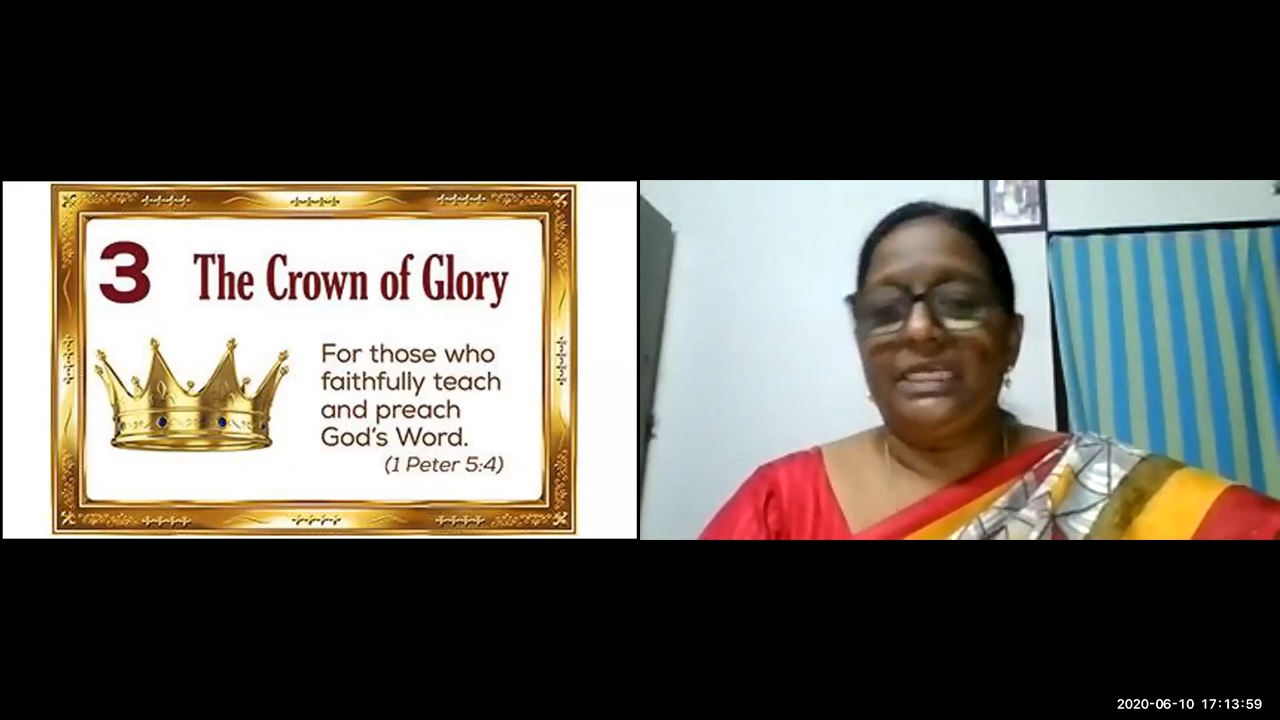 3 The Crown of Glory
For those who
faithfully teach
and preach
God's Word.
(1 Peter 5:4)
2020-06-10 17:13:59